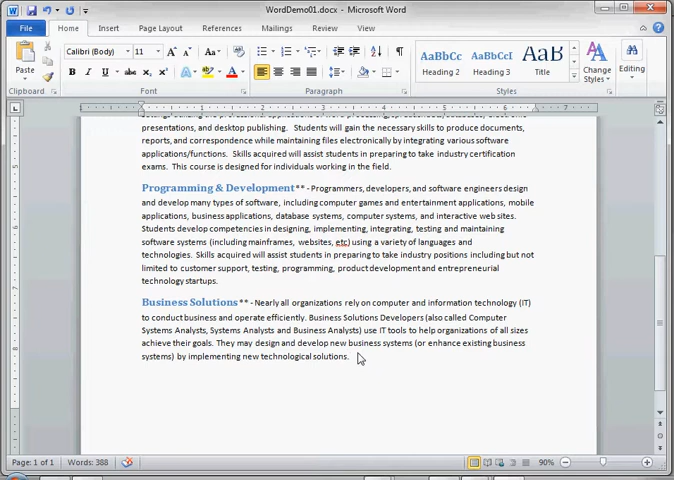 WordDemo01.docx - Microsoft Word
File Home Insert Page Layout References Mailings Review View
Calibri (Body) 11
Paste
Clipboard Font Paragraph Styles
AaBbCc AaBbCcI AaB
Heading 2 Heading 3 Title
Change Styles
Editing
presentations, and desktop publishing. Students will gain the necessary skills to produce documents,
reports, and correspondence while maintaining files electronically by integrating various software
applications/functions. Skills acquired will assist students in preparing to take industry certification
exams. This course is designed for individuals working in the field.
Programming & Development ** - Programmers, developers, and software engineers design
and develop many types of software, including computer games and entertainment applications, mobile
applications, business applications, database systems, computer systems, and interactive web sites.
Students develop competencies in designing, implementing, integrating, testing and maintaining
software systems (including mainframes, websites, etc) using a variety of languages and
technologies. Skills acquired will assist students in preparing to take industry positions including but not
limited to customer support, testing, programming, product development and entrepreneurial
technology startups.
Business Solutions ** - Nearly all organizations rely on computer and information technology (IT)
to conduct business and operate efficiently. Business Solutions Developers (also called Computer
Systems Analysts, Systems Analysts and Business Analysts) use IT tools to help organizations of all sizes
achieve their goals. They may design and develop new business systems (or enhance existing business
systems) by implementing new technological solutions.
Page: 1 of 1 Words: 388 90%